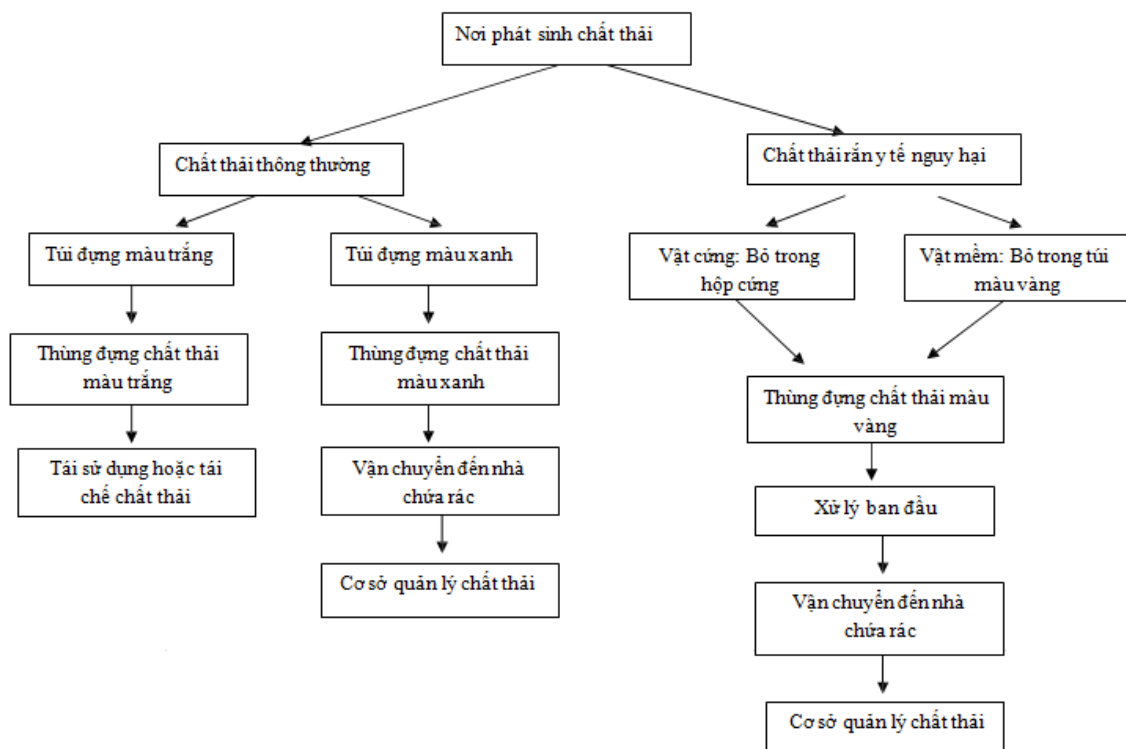 Nơi phát sinh chất thải
Chất thải thông thường
Chất thải rắn y tế nguy hại
Túi đựng màu trắng
Túi đựng màu xanh
Vật cứng: Bỏ trong
hộp cứng
Vật mềm: Bỏ trong túi
màu vàng
Thùng đựng chất thải
màu trắng
Thùng đựng chất thải
màu xanh
Thùng đựng chất thải màu
vàng
Tái sử dụng hoặc tái
chế chất thải
Vận chuyển đến nhà
chứa rác
Xử lý ban đầu
Cơ sở quản lý chất thải
Vận chuyển đến nhà
chứa rác
Cơ sở quản lý chất thải